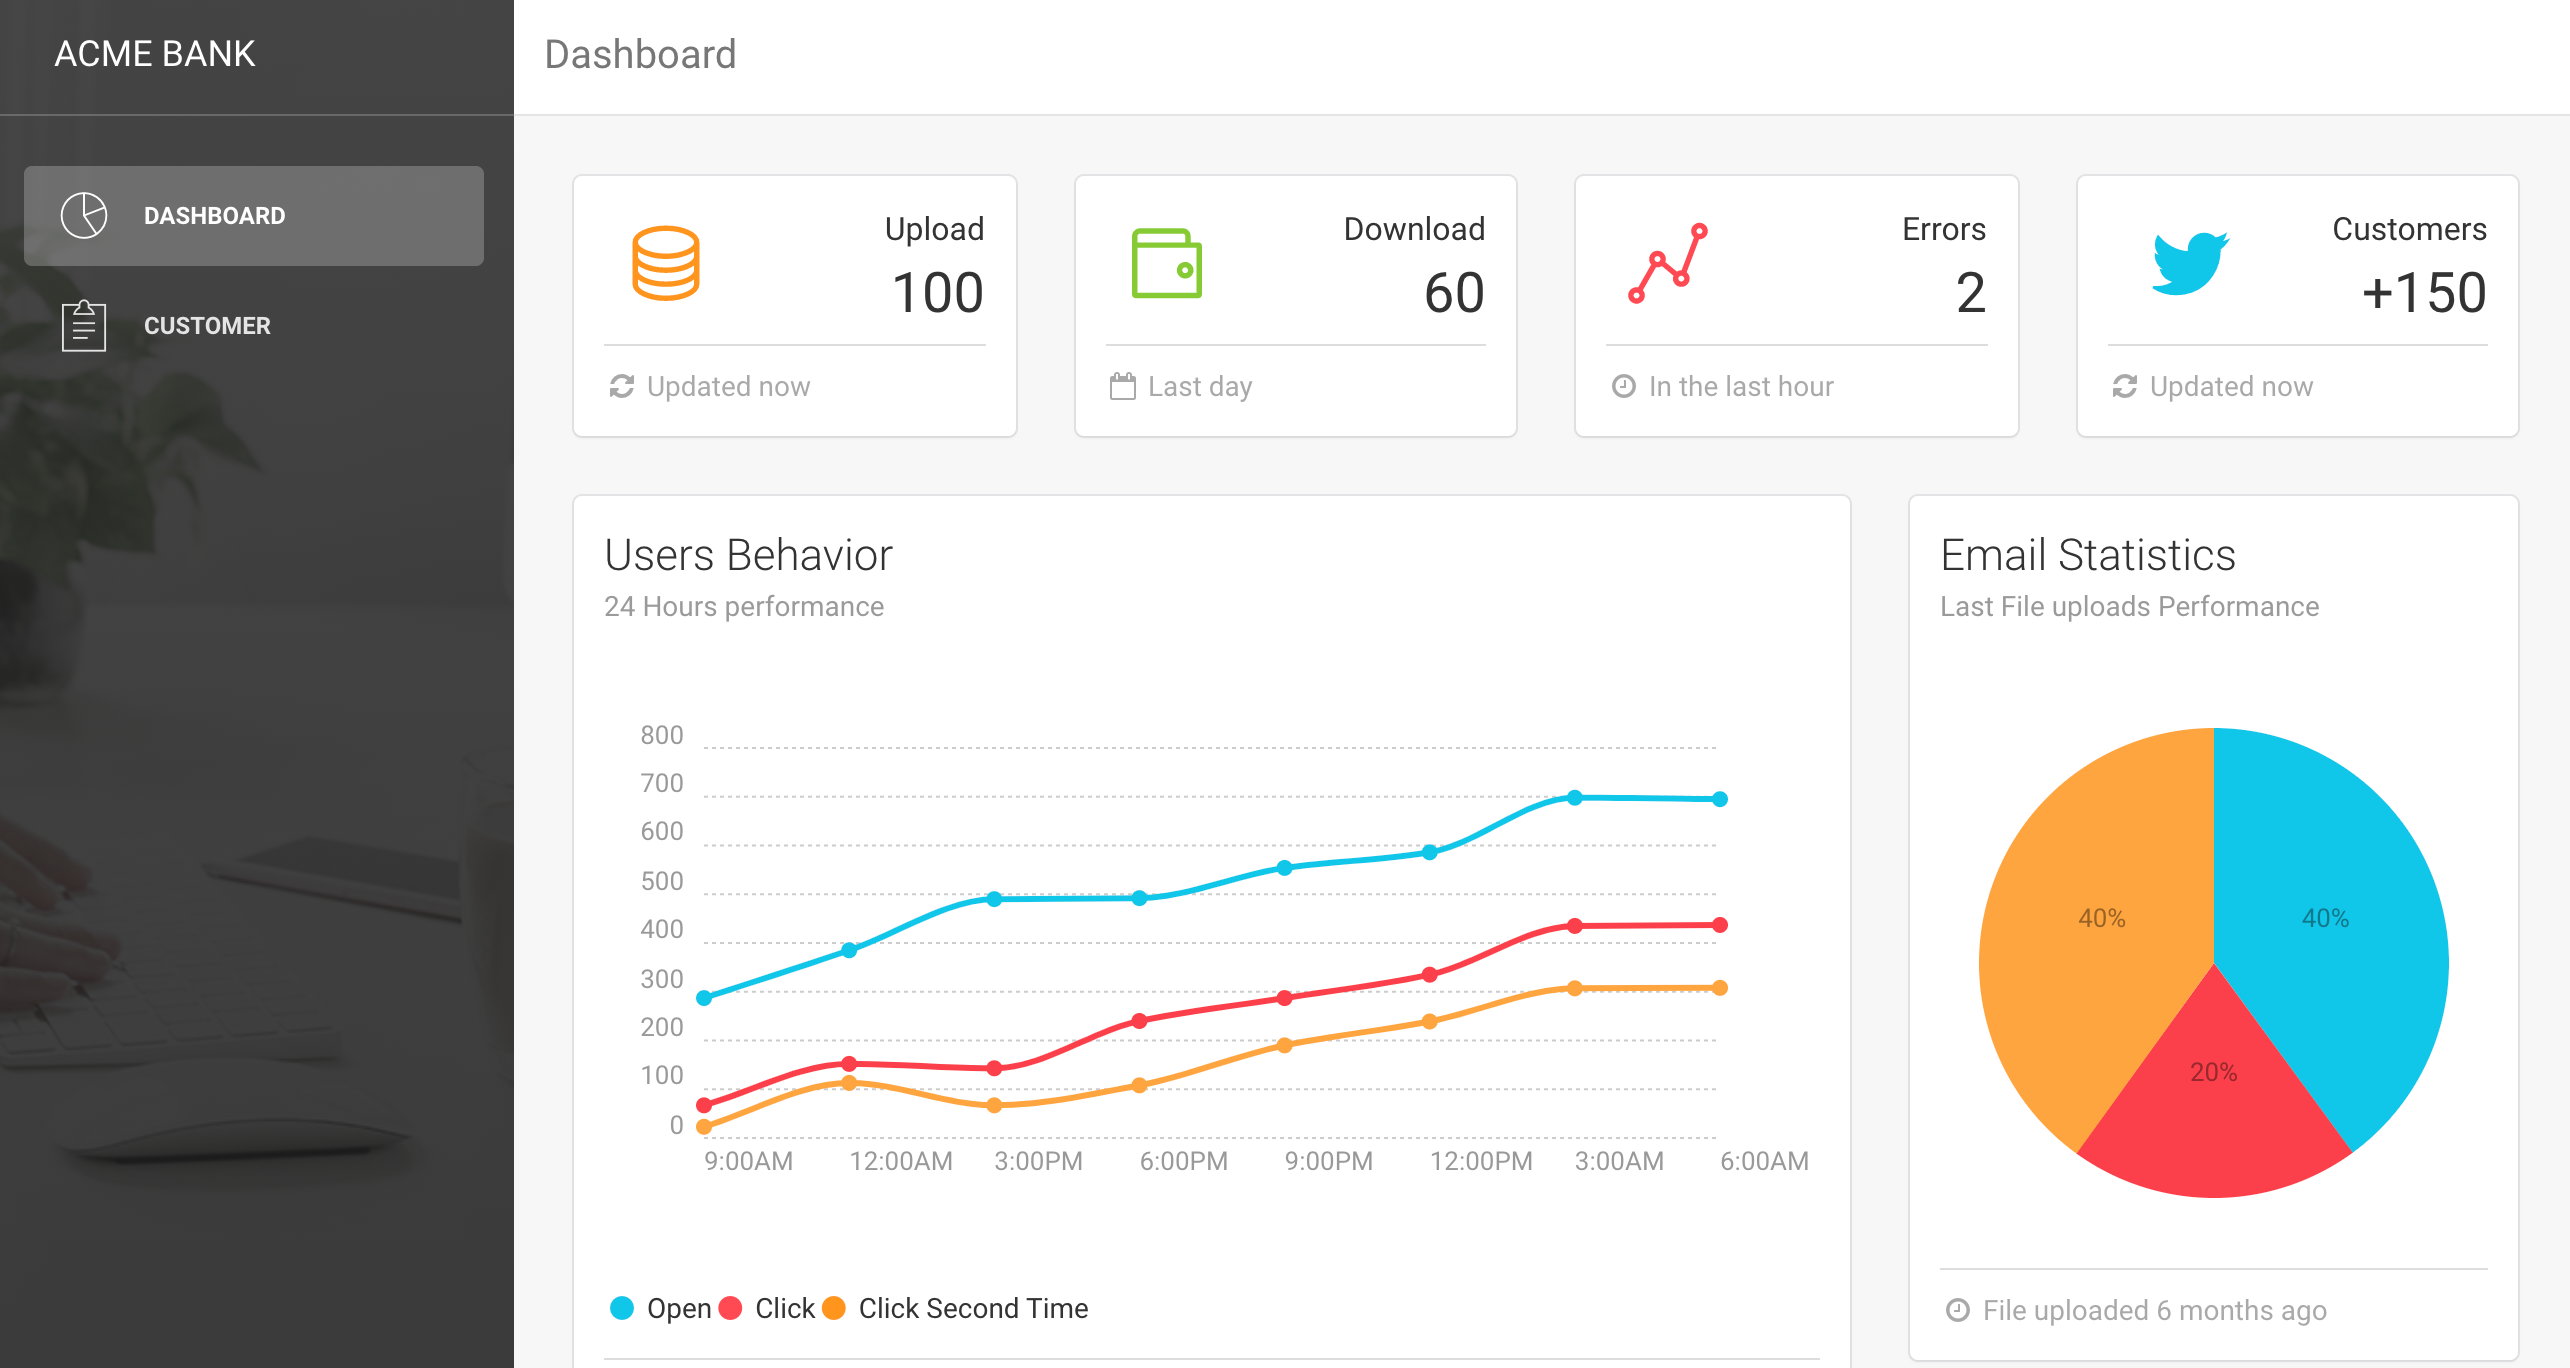 ACME BANK
Dashboard
DASHBOARD
CUSTOMER
Upload
100
Updated now
Download
60
Last day
Errors
2
In the last hour
Customers
+150
Updated now
Users Behavior
24 Hours performance
800
700
600
500
400
300
200
100
0
9:00AM 12:00AM 3:00PM 6:00PM 9:00PM 12:00PM 3:00AM 6:00AM
Open Click Click Second Time
Email Statistics
Last File uploads Performance
40% 40%
20%
File uploaded 6 months ago